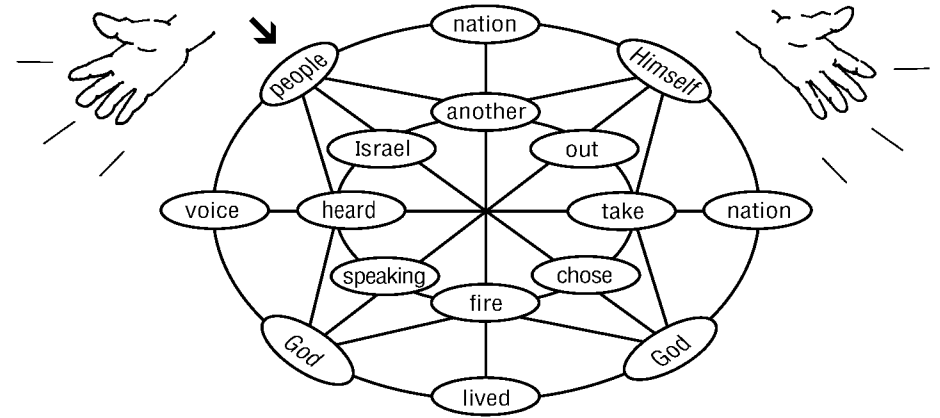 nation
people Himself
another
Israel out
voice heard take nation
speaking chose
fire
God God
lived